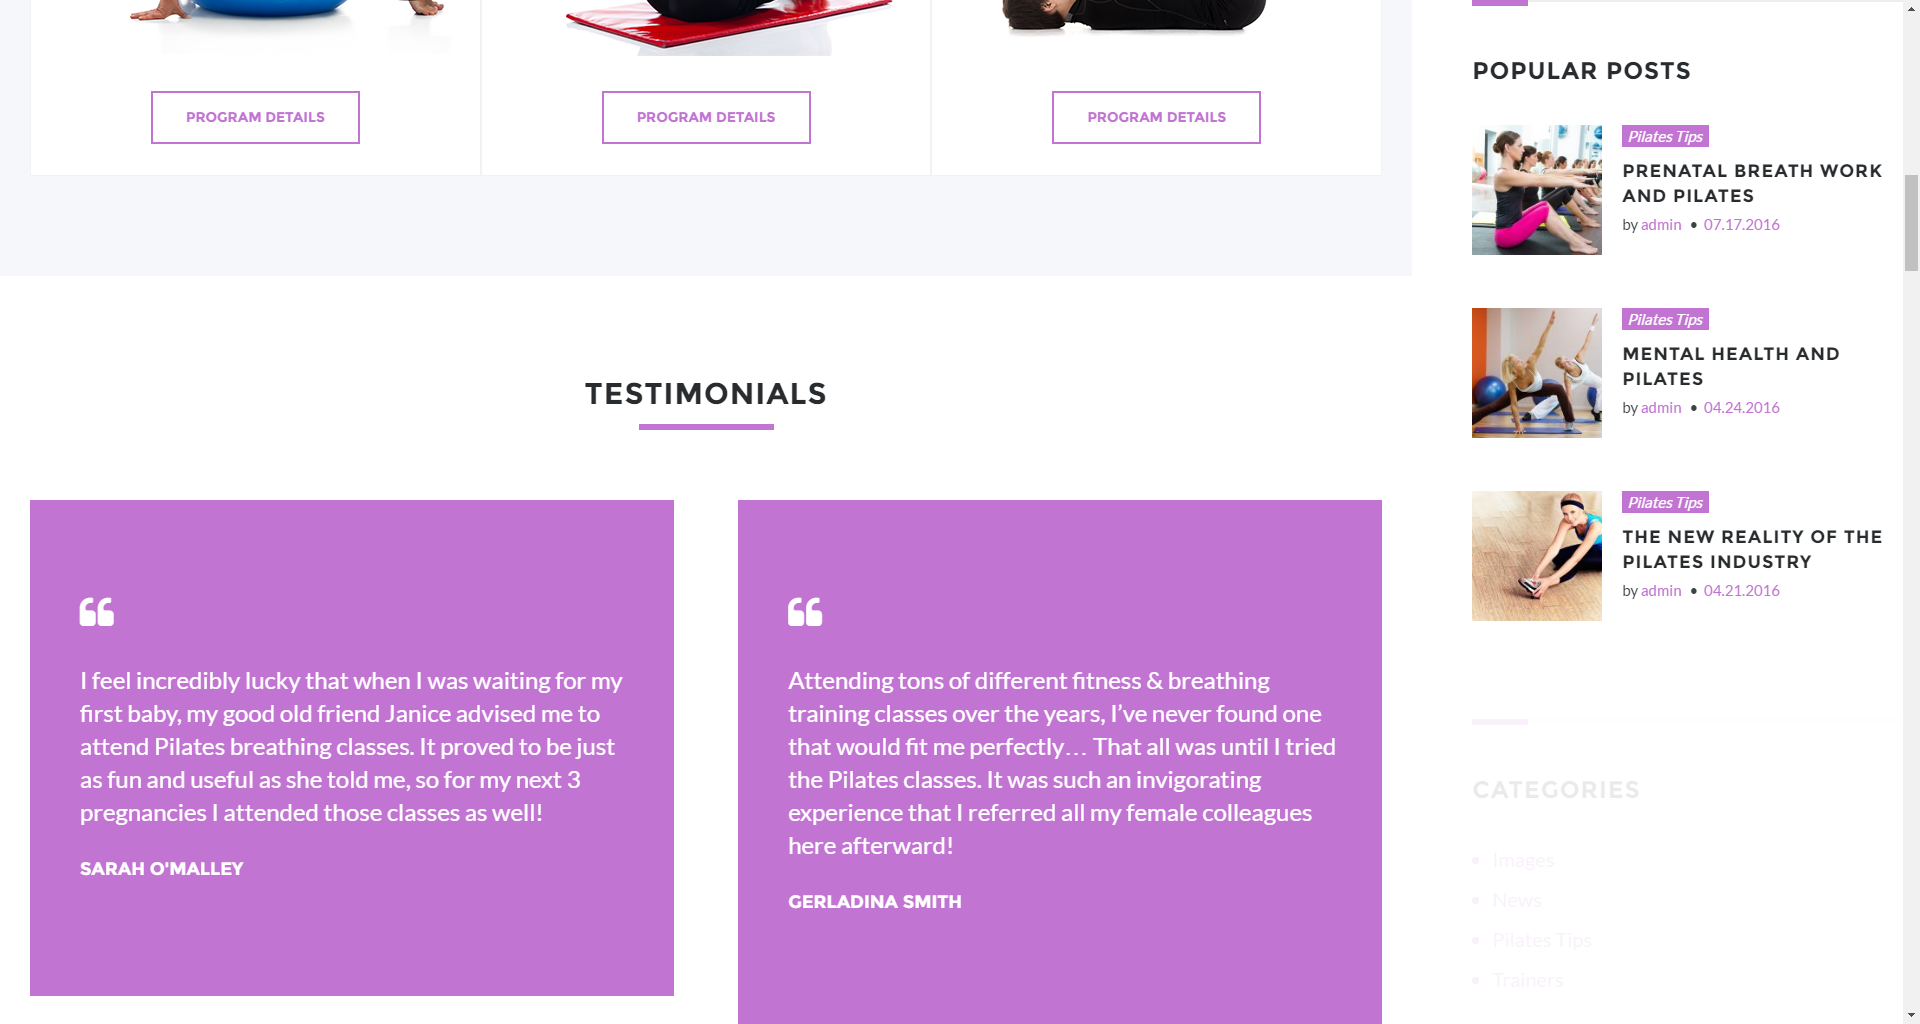 PROGRAM DETAILS
PROGRAM DETAILS
PROGRAM DETAILS
TESTIMONIALS
I feel incredibly lucky that when I was waiting for my
first baby, my good old friend Janice advised me to
attend Pilates breathing classes. It proved to be just
as fun and useful as she told me, so for my next 3
pregnancies I attended those classes as well!
SARAH O'MALLEY
Attending tons of different fitness & breathing
training classes over the years, I’ve never found one
that would fit me perfectly… That all was until I tried
the Pilates classes. It was such an invigorating
experience that I referred all my female colleagues
here afterward!
GERLADINA SMITH
POPULAR POSTS
Pilates Tips
PRENATAL BREATH WORK
AND PILATES
by admin • 07.17.2016
Pilates Tips
MENTAL HEALTH AND
PILATES
by admin • 04.24.2016
Pilates Tips
THE NEW REALITY OF THE
PILATES INDUSTRY
by admin • 04.21.2016
CATEGORIES
• Images
• News
• Pilates Tips
• Trainers